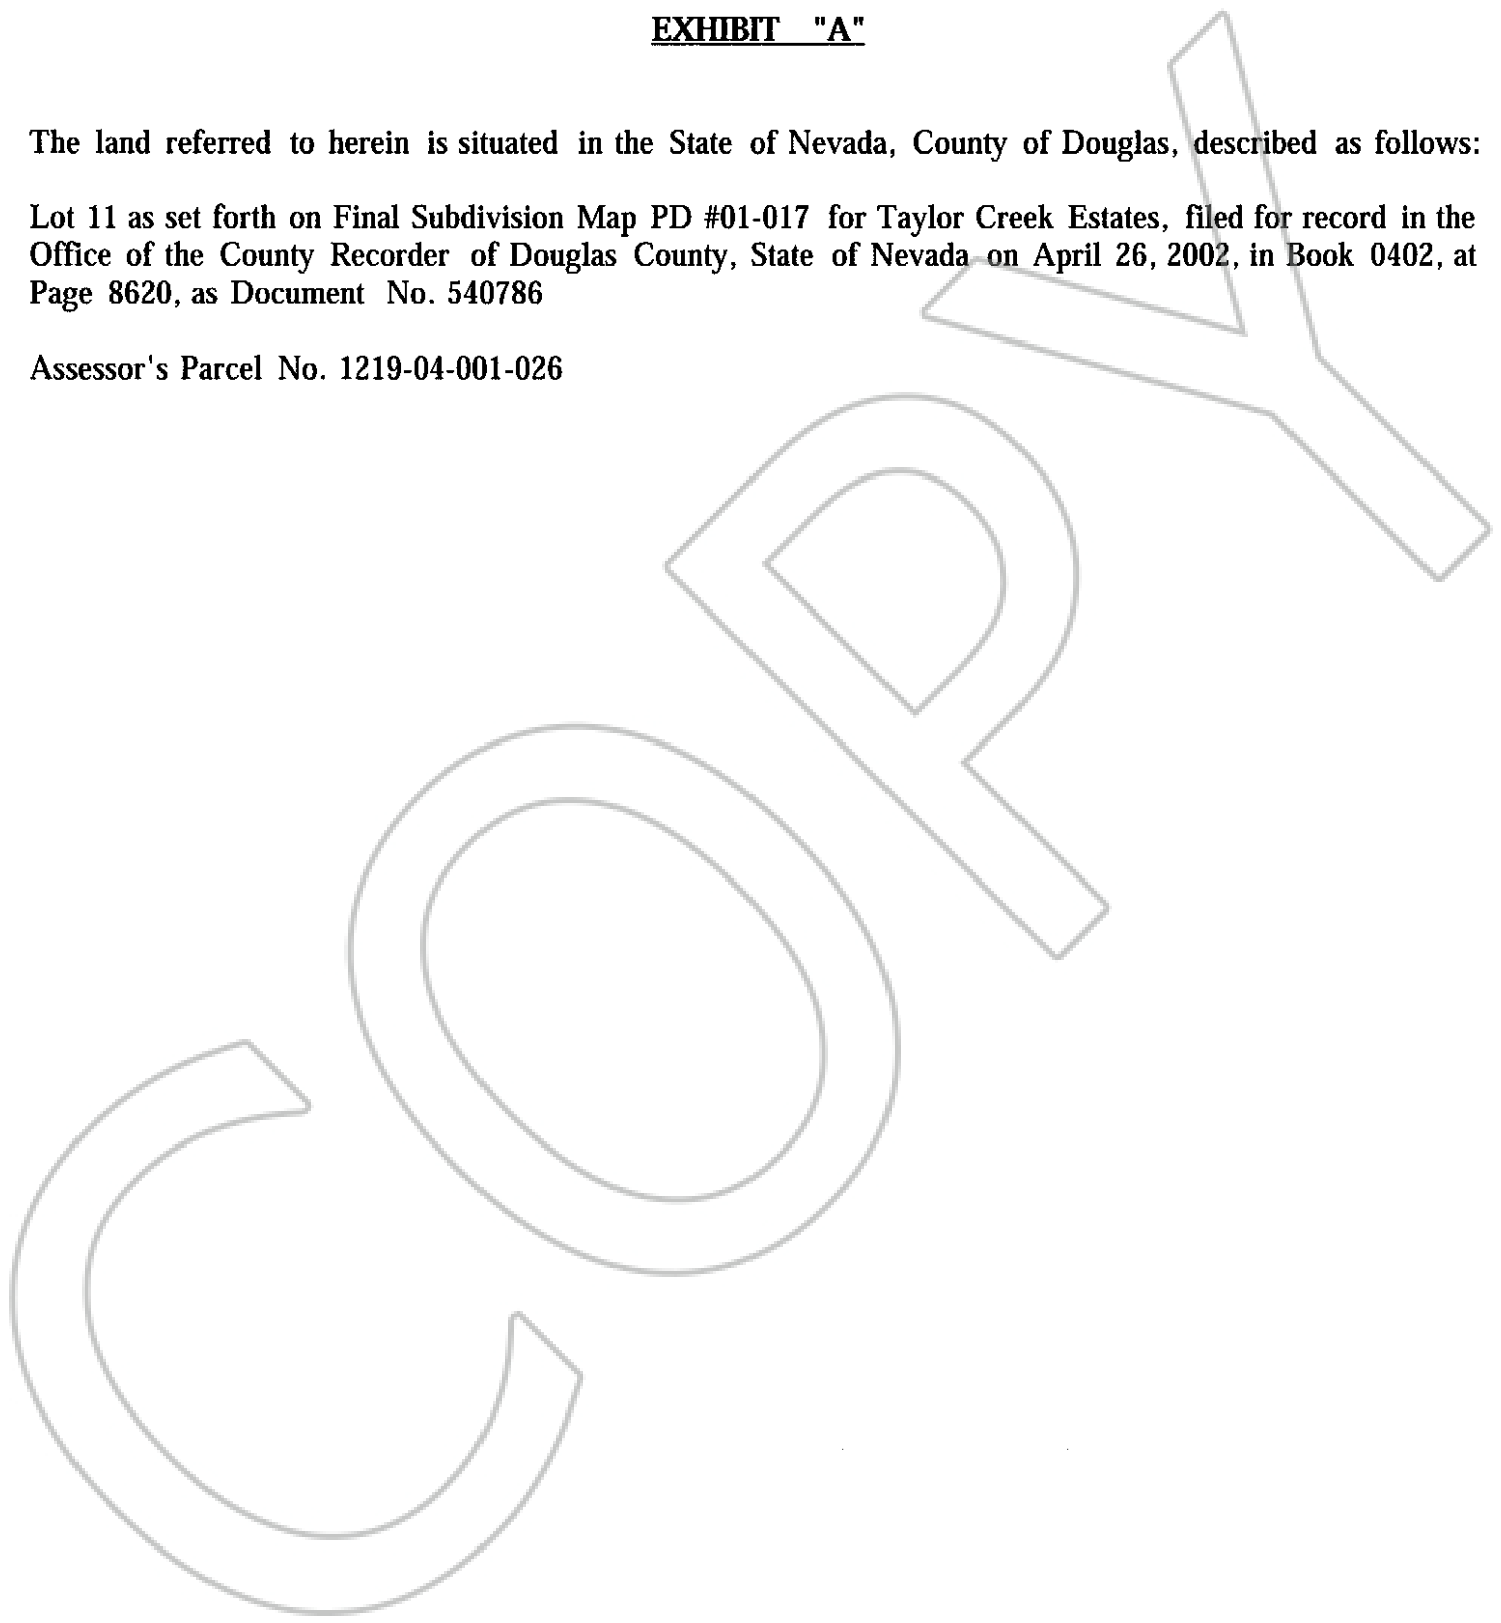 EXHIBIT "A"
The land referred to herein is situated in the State of Nevada, County of Douglas, described as follows:
Lot 11 as set forth on Final Subdivision Map PD #01-017 for Taylor Creek Estates, filed for record in the
Office of the County Recorder of Douglas County, State of Nevada on April 26, 2002, in Book 0402, at
Page 8620, as Document No. 540786
Assessor's Parcel No. 1219-04-001-026
COPY